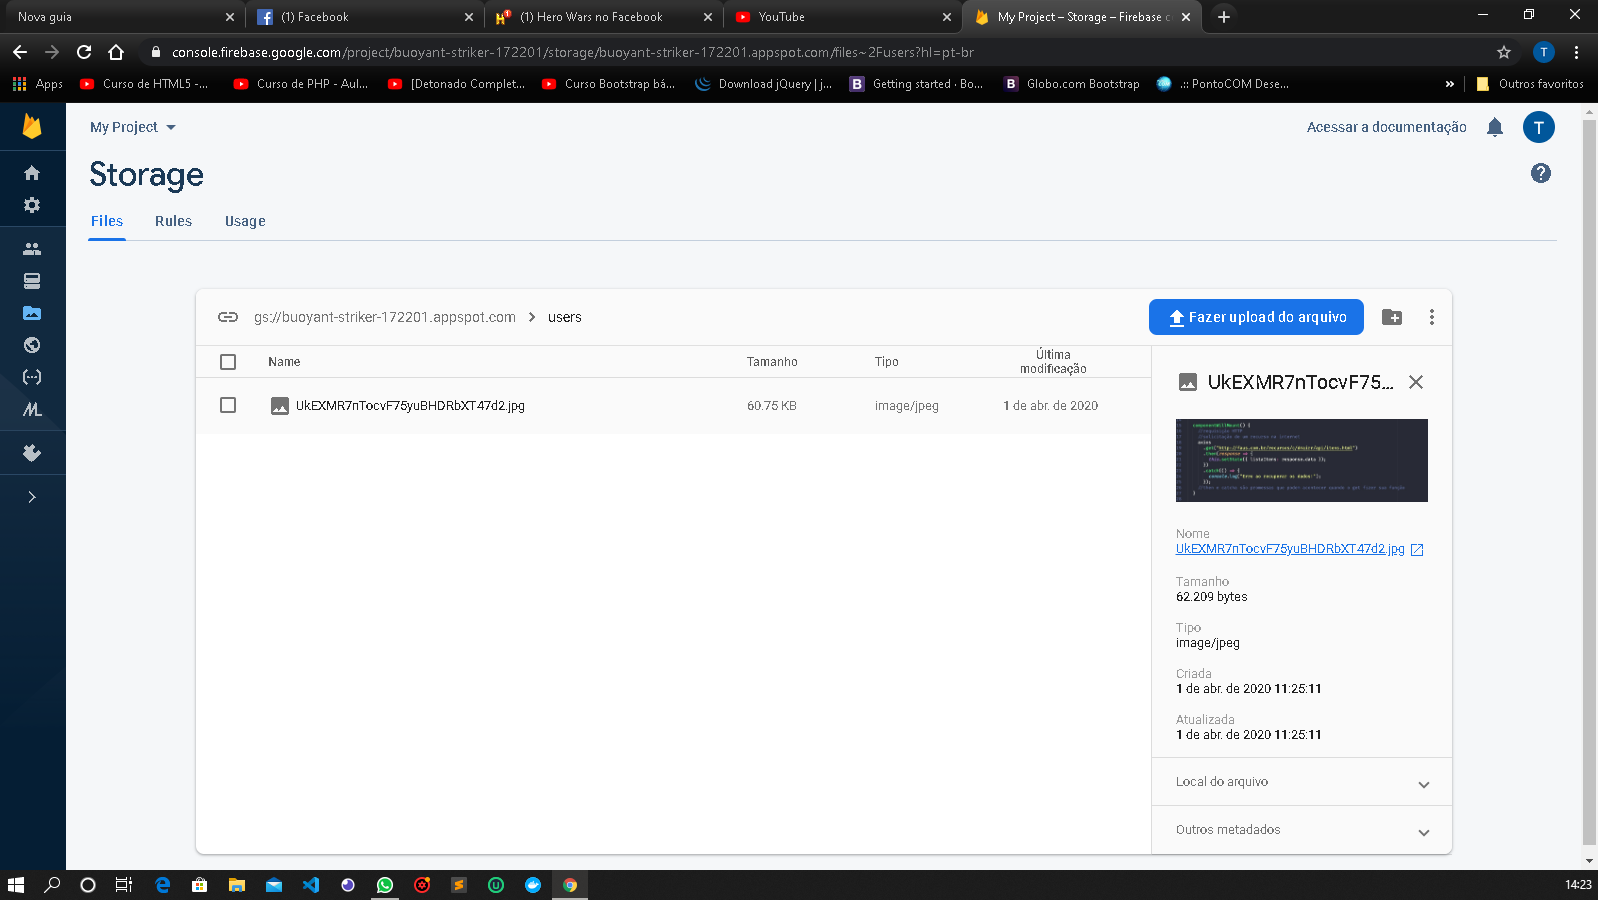 Nova guia
(1) Facebook
(1) Hero Wars no Facebook
YouTube
My Project – Storage – Firebase c
console.firebase.google.com/project/buoyant-striker-172201/storage/buoyant-striker-172201.appspot.com/files~2Fusers?hl=pt-br
T
Apps
Curso de HTML5 -...
Curso de PHP - Aul...
[Detonado Complet...
Curso Bootstrap bá...
Download jQuery | j...
Getting started · Bo...
Globo.com Bootstrap
.:: PontoCOM Dese...
»
Outros favoritos
My Project
Acessar a documentação
T
Storage
Files
Rules
Usage
gs://buoyant-striker-172201.appspot.com
users
Fazer upload do arquivo
Name
Tamanho
Tipo
Última
modificação
UkEXMR7nTocvF75yuBHDRbXT47d2.jpg
60.75 KB
image/jpeg
1 de abr. de 2020
UkEXMR7nTocvF75...
Nome
UkEXMR7nTocvF75yuBHDRbXT47d2.jpg
Tamanho
62.209 bytes
Tipo
image/jpeg
Criada
1 de abr. de 2020 11:25:11
Atualizada
1 de abr. de 2020 11:25:11
Local do arquivo
Outros metadados
14:23